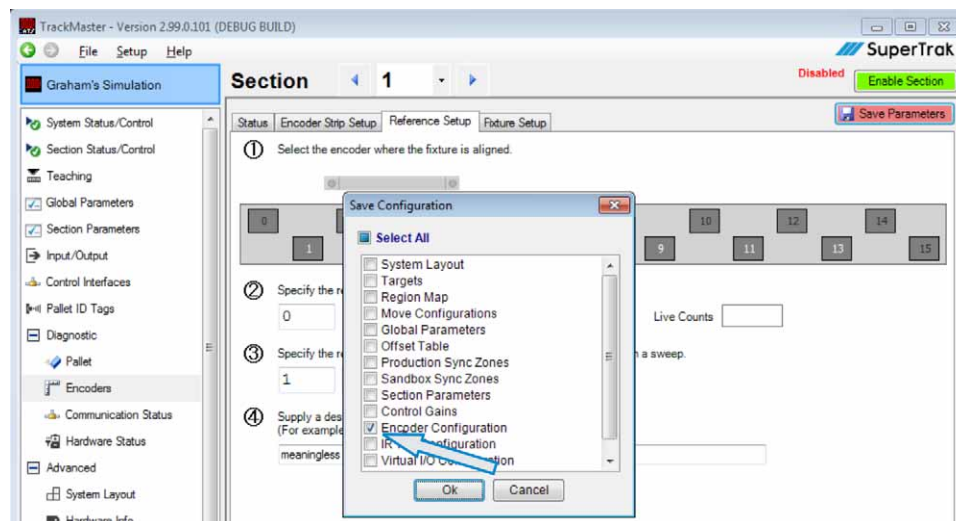 TrackMaster - Version 2.99.0.101 (DEBUG BUILD)
File Setup Help
SuperTrak
Graham's Simulation
Section 1
Disabled
Enable Section
Save Parameters
System Status/Control
Section Status/Control
Teaching
Global Parameters
Section Parameters
Input/Output
Control Interfaces
Pallet ID Tags
Diagnostic
Pallet
Encoders
Communication Status
Hardware Status
Advanced
System Layout
Hardware Info
Status Encoder Strip Setup Reference Setup Fixture Setup
1 Select the encoder where the fixture is aligned.
0 10 12 14
1 9 11 13 15
2 Specify the
0
Live Counts
3 Specify the
n a sweep.
1
4 Supply a
(For example
meaningless
Save Configuration
Select All
System Layout
Targets
Region Map
Move Configurations
Global Parameters
Offset Table
Production Sync Zones
Sandbox Sync Zones
Section Parameters
Control Gains
Encoder Configuration
IR
Virtual I/O
Ok Cancel